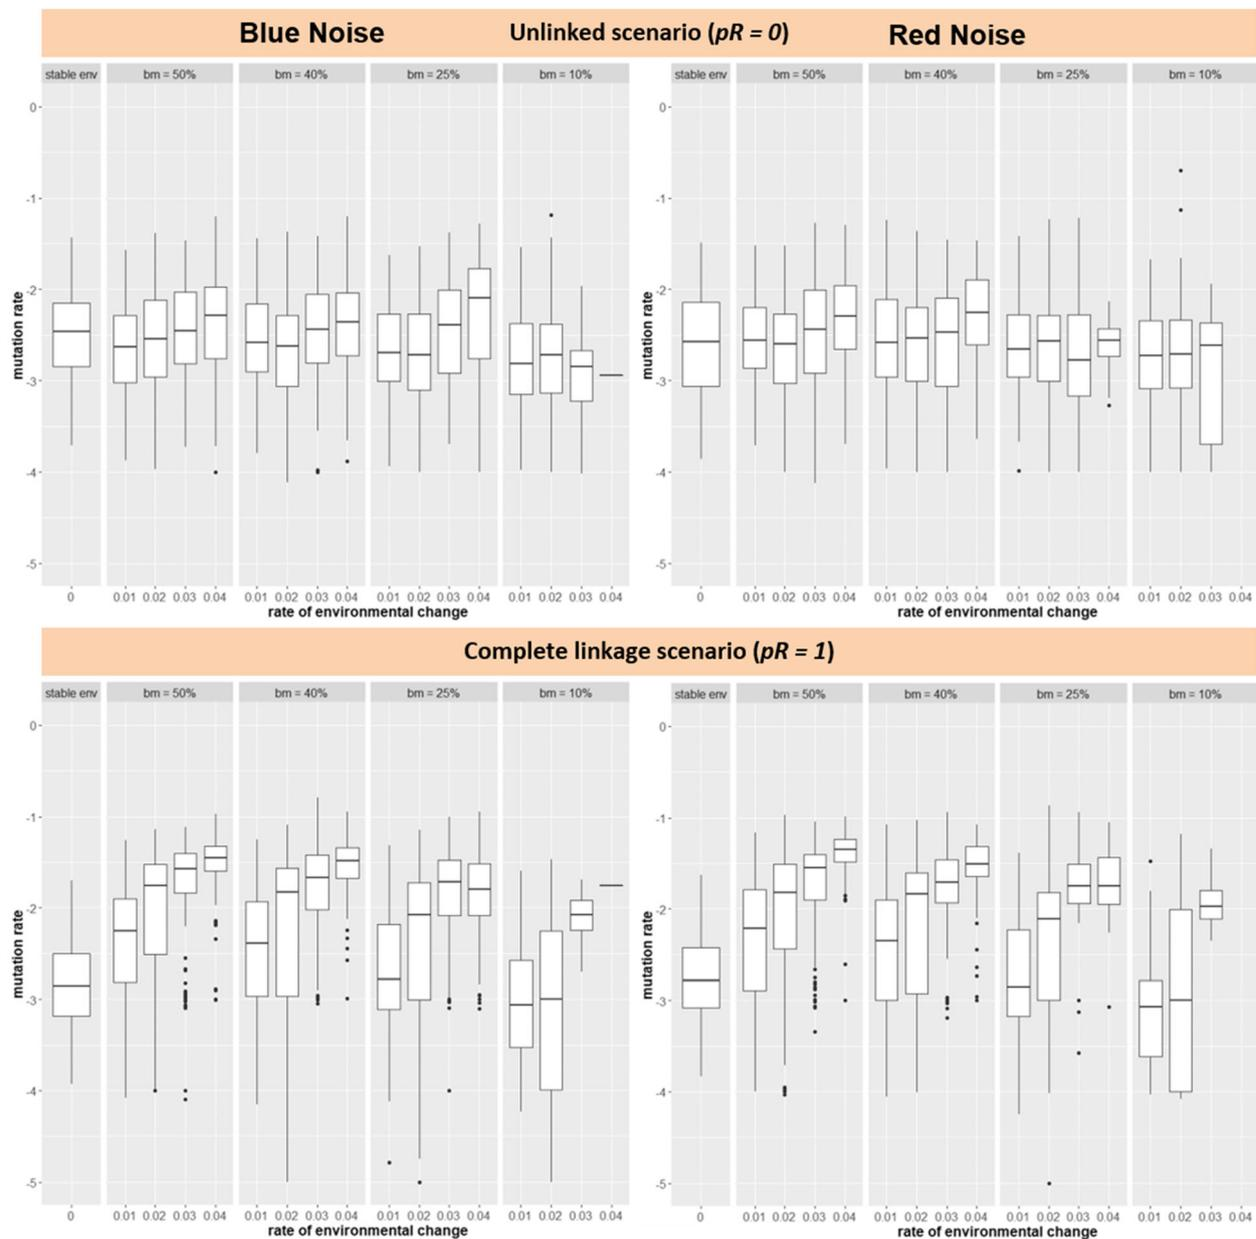 Blue Noise Unlinked scenario (pR = 0) Red Noise
stable env bm = 50% bm = 40% bm = 25% bm = 10%
0
-1
-2
-3
-4
-5
mutation rate
0 0.01 0.02 0.03 0.04 0.01 0.02 0.03 0.04 0.01 0.02 0.03 0.04 0.01 0.02 0.03 0.04
rate of environmental change
stable env bm = 50% bm = 40% bm = 25% bm = 10%
0
-1
-2
-3
-4
-5
mutation rate
0 0.01 0.02 0.03 0.04 0.01 0.02 0.03 0.04 0.01 0.02 0.03 0.04 0.01 0.02 0.03 0.04
rate of environmental change
Complete linkage scenario (pR = 1)
stable env bm = 50% bm = 40% bm = 25% bm = 10%
0
-1
-2
-3
-4
-5
mutation rate
0 0.01 0.02 0.03 0.04 0.01 0.02 0.03 0.04 0.01 0.02 0.03 0.04 0.01 0.02 0.03 0.04
rate of environmental change
stable env bm = 50% bm = 40% bm = 25% bm = 10%
0
-1
-2
-3
-4
-5
mutation rate
0 0.01 0.02 0.03 0.04 0.01 0.02 0.03 0.04 0.01 0.02 0.03 0.04 0.01 0.02 0.03 0.04
rate of environmental change